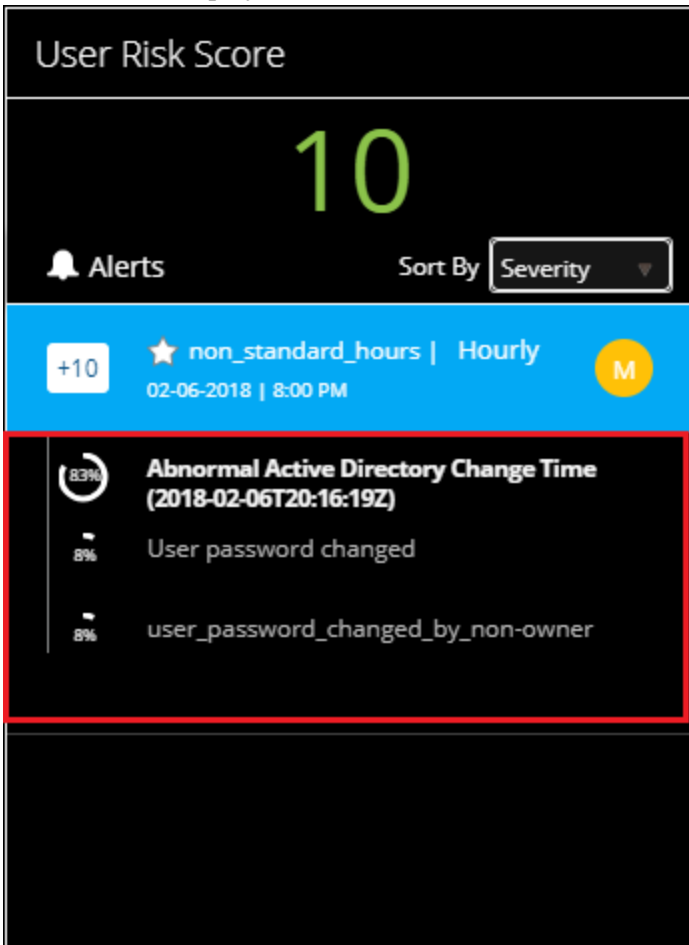 User Risk Score
10
Alerts
Sort By Severity
+10
non_standard_hours | Hourly
02-06-2018 | 8:00 PM
M
83%
Abnormal Active Directory Change Time
(2018-02-06T20:16:19Z)
8%
User password changed
8%
user_password_changed_by_non-owner